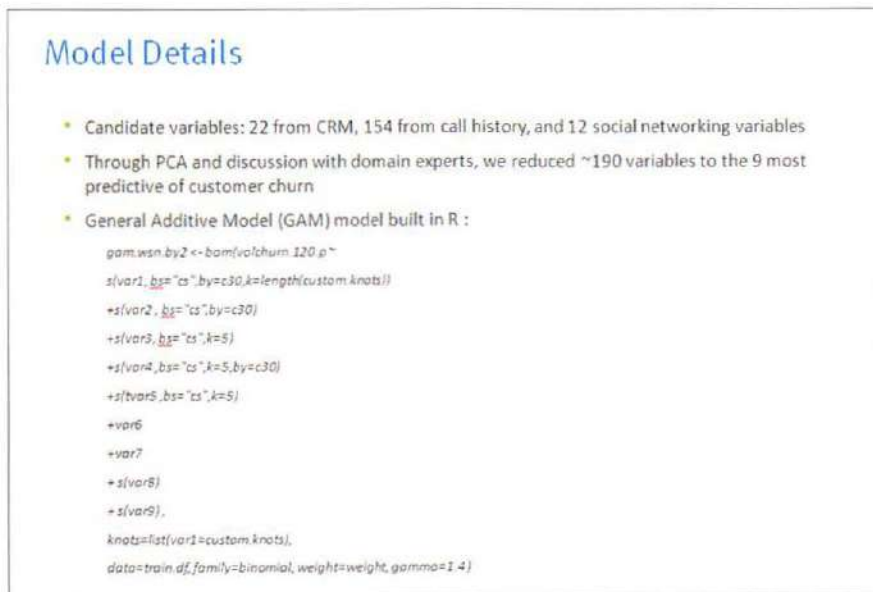 Model Details
• Candidate variables: 22 from CRM, 154 from call history, and 12 social networking variables
• Through PCA and discussion with domain experts, we reduced ~190 variables to the 9 most
predictive of customer churn
• General Additive Model (GAM) model built in R :
gam.wsn.by2 <- bam(volchurn.120.p ~
s(var1, bs="cs",by=c30,k=length(custom.knots))
+s(var2, bs="cs",by=c30)
+s(var3, bs="cs",k=5)
+s(var4,bs="cs",k=5,by=c30)
+s(tvar5,bs="cs",k=5)
+var6
+var7
+ s(var8)
+ s(var9),
knots=list(var1=custom.knots),
data=train.df,family=binomial, weight=weight, gamma=1.4)